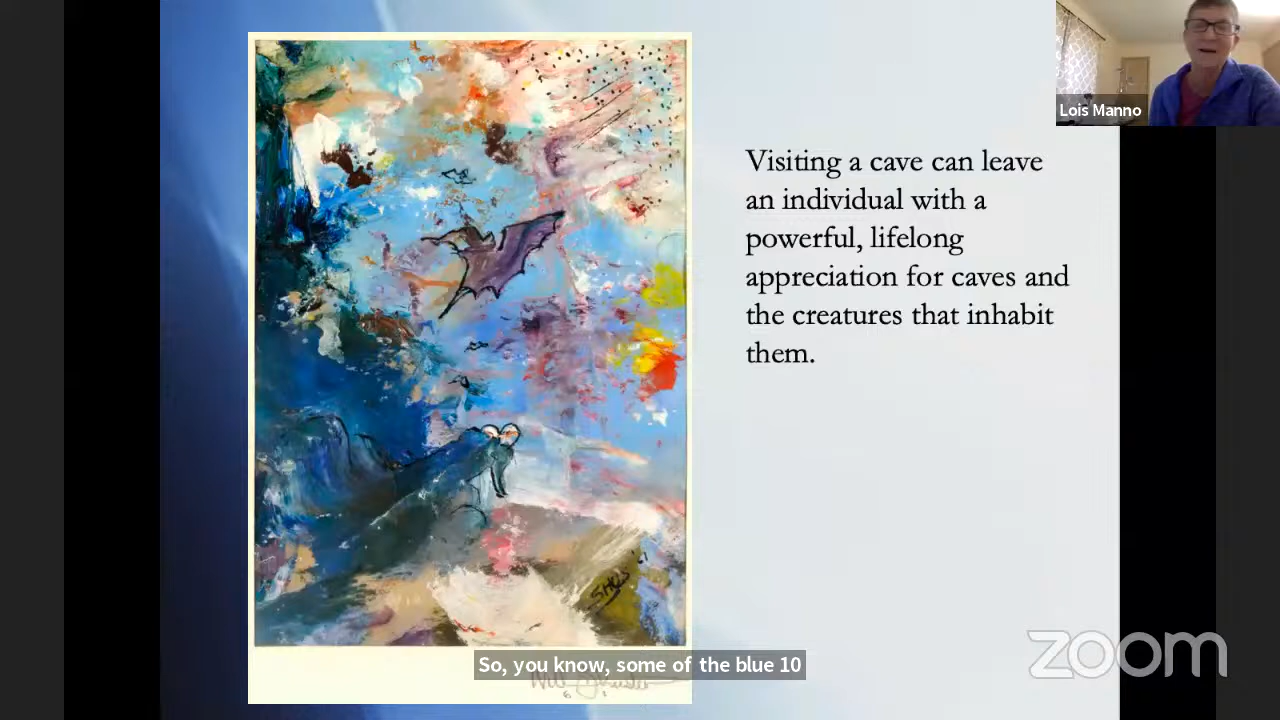 Lois Manno
Visiting a cave can leave
an individual with a
powerful, lifelong
appreciation for caves and
the creatures that inhabit
them.
So, you know, some of the blue 10
zoom